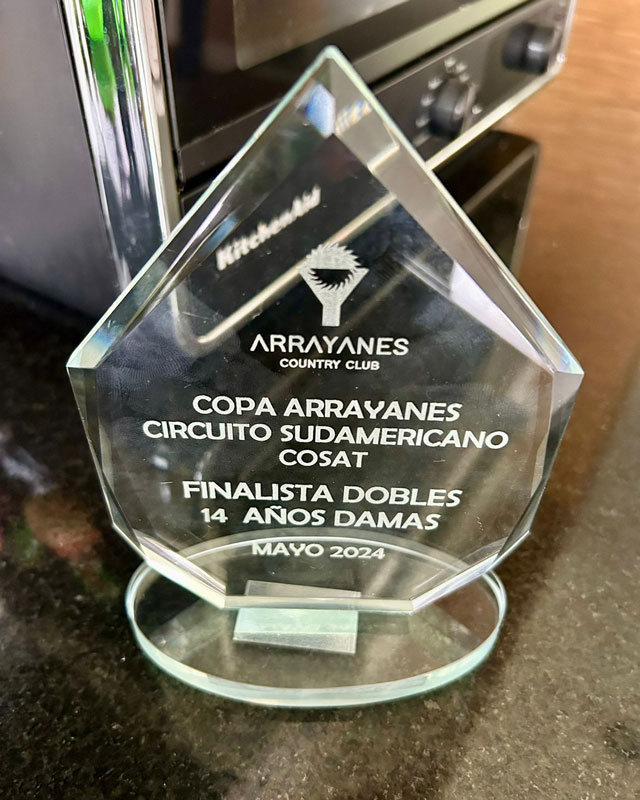 KitchenAid
ARRAYANES
COUNTRY CLUB
COPA ARRAYANES
CIRCUITO SUDAMERICANO
COSAT
FINALISTA DOBLES
14 AÑOS DAMAS
MAYO 2024